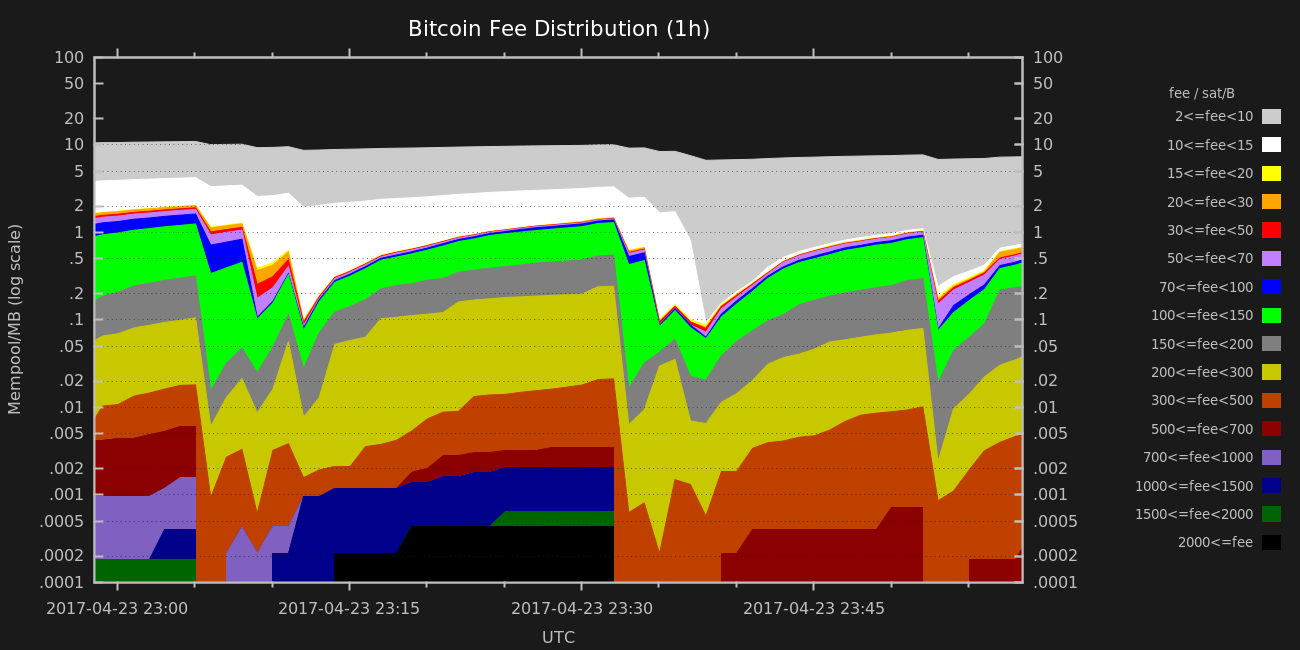 Bitcoin Fee Distribution (1h)
Mempool/MB (log scale)
100
50
20
10
5
2
1
.5
.2
.1
.05
.02
.01
.005
.002
.001
.0005
.0002
.0001
100
50
20
10
5
2
1
.5
.2
.1
.05
.02
.01
.005
.002
.001
.0005
.0002
.0001
2017-04-23 23:00 2017-04-23 23:15 2017-04-23 23:30 2017-04-23 23:45
UTC
fee / sat/B
2<=fee<10
10<=fee<15
15<=fee<20
20<=fee<30
30<=fee<50
50<=fee<70
70<=fee<100
100<=fee<150
150<=fee<200
200<=fee<300
300<=fee<500
500<=fee<700
700<=fee<1000
1000<=fee<1500
1500<=fee<2000
2000<=fee